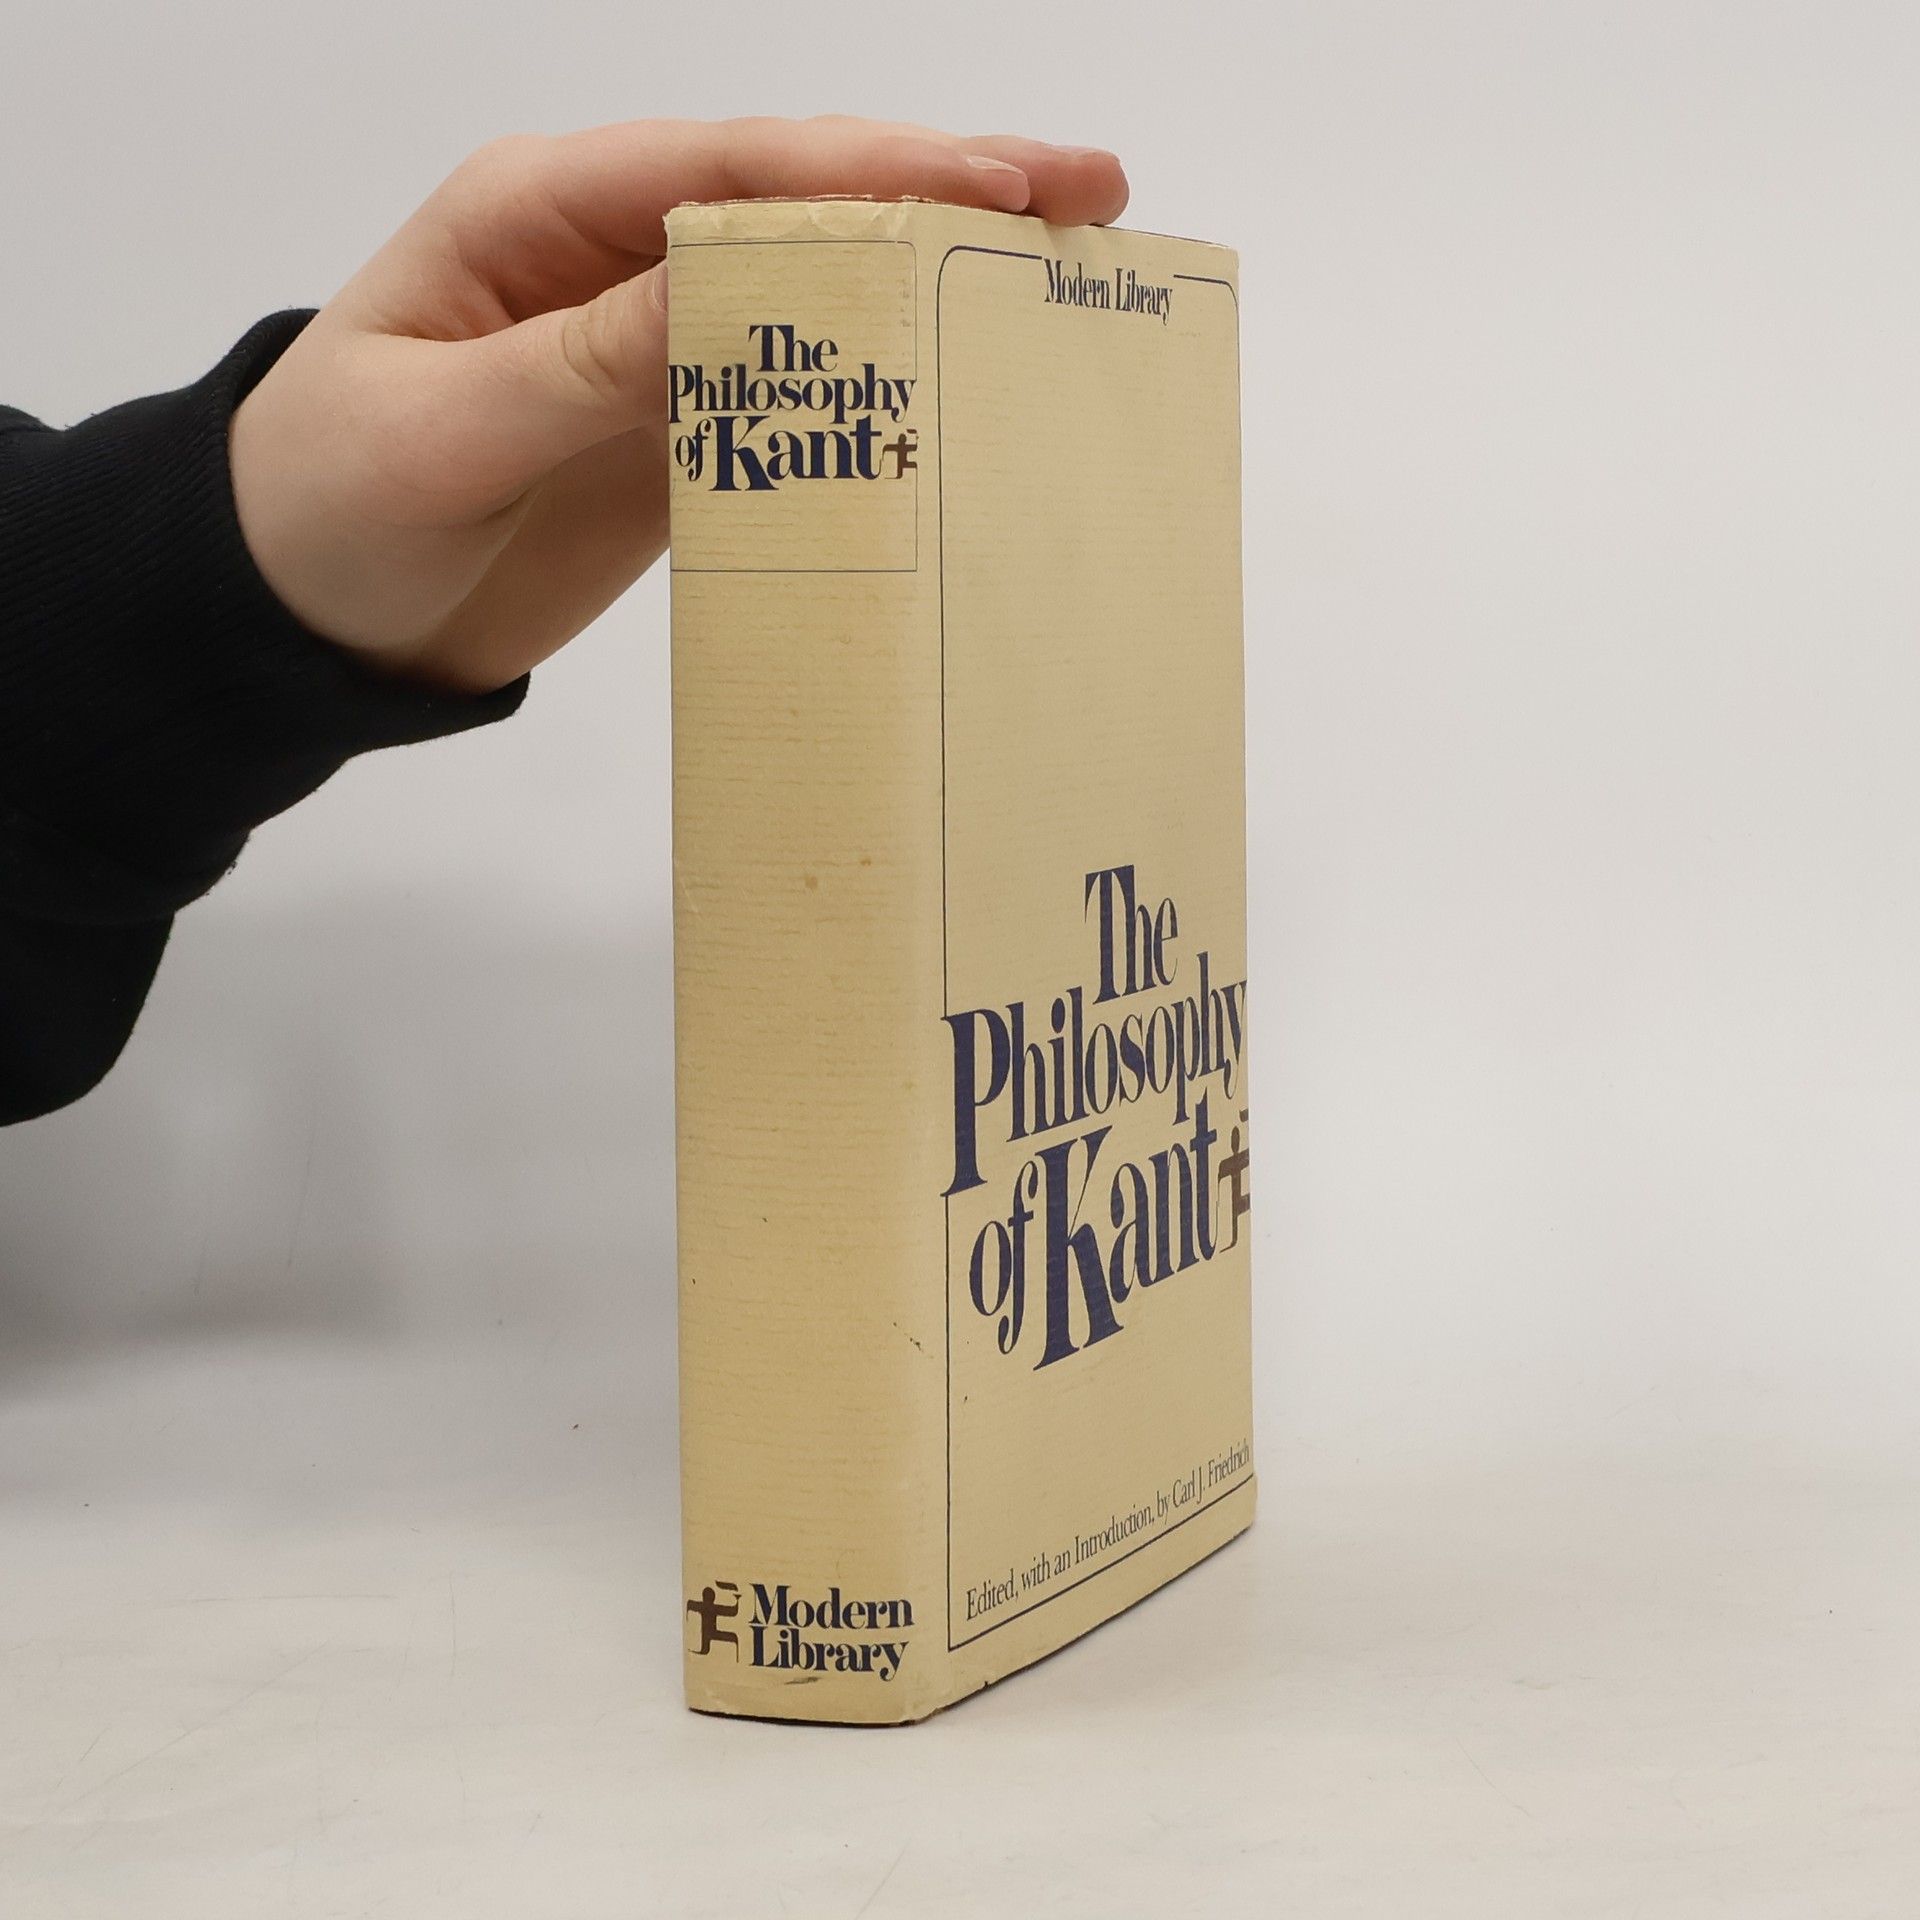 The
Philosophy
of Kant
Modern
Library
Modern Library
The
Philosophy
of Kant
Edited, with an Introduction, by Carl J. Friedrich